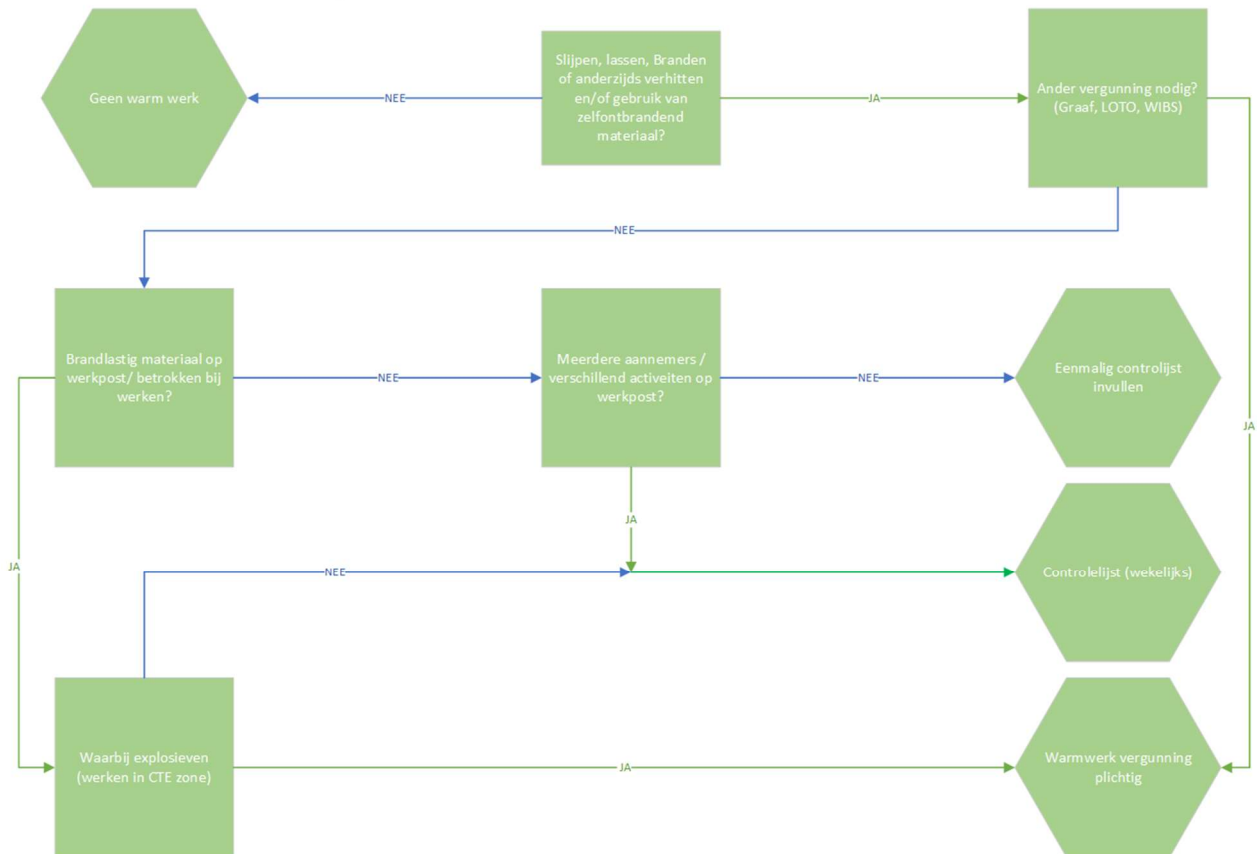 Geen warm werk
NEE
Slijpen, lassen, Branden
of anderzijds verhitten
en/of gebruik van
zelfontbrandend
materiaal?
JA
Ander vergunning nodig?
(Graaf, LOTO, WIBS)
NEE
Brandlastig materiaal op
werkpost/ betrokken bij
werken?
NEE
Meerdere aannemers /
verschillend activeiten op
werkpost?
NEE
Eenmalig controlijst
invullen
JA
JA
JA
NEE
Controlelijst (wekelijks)
Waarbij explosieven
(werken in CTE zone)
JA
Warmwerk vergunning
plichtig